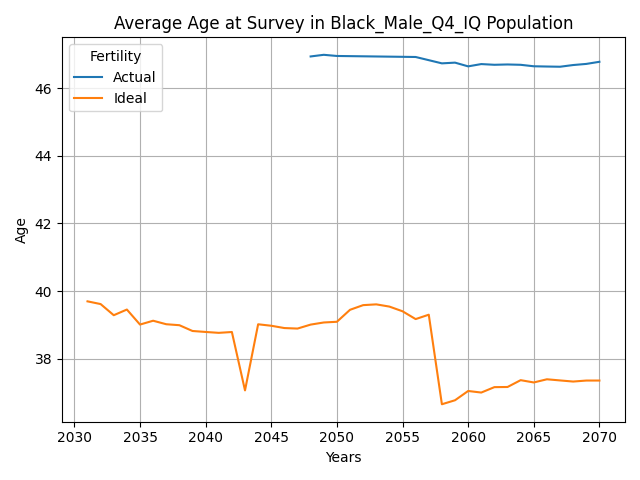 Average Age at Survey in Black_Male_Q4_IQ Population
Fertility
Actual
Ideal
Age
46
44
42
40
38
2030 2035 2040 2045 2050 2055 2060 2065 2070
Years